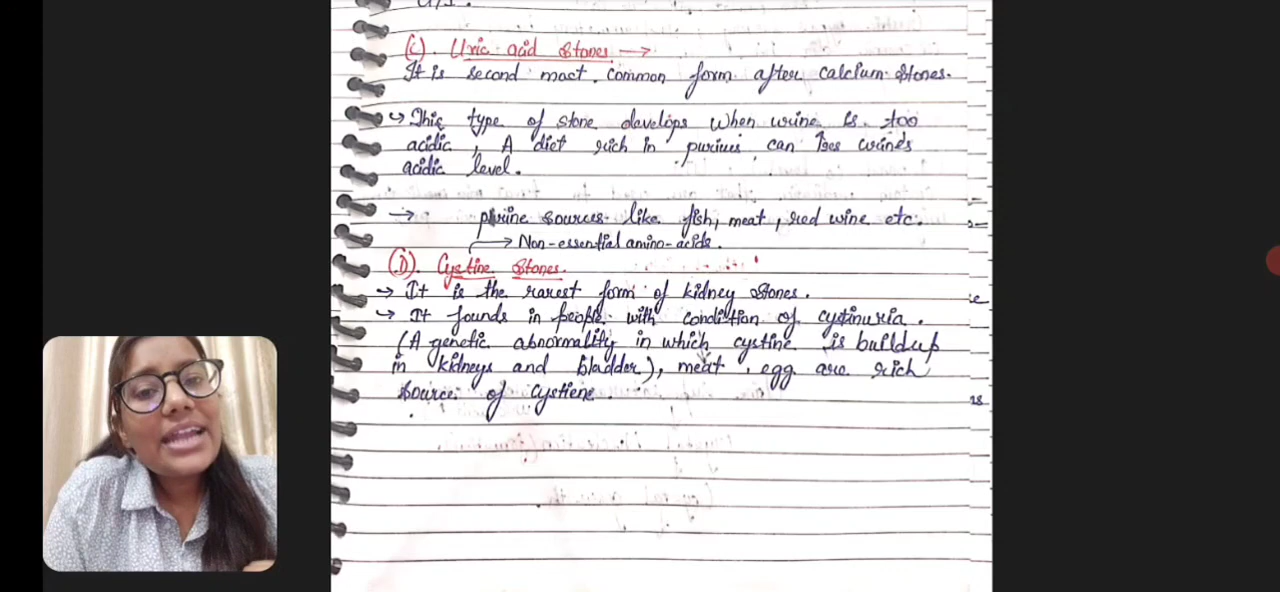 (C). Uric acid Stones →
It is second most common form after calcium stones.
↳ This type of stone develops when urine is too
acidic, A diet rich in purines can ↑ses urine's
acidic level.
→ purine sources like fish, meat, red wine etc.
→ Non-essential amino-acids.
(D). Cystine Stones.
→ It is the rarest form of kidney stones.
→ It founds in people with condition of cystinuria.
(A genetic abnormality in which cystine is buildup
in kidneys and bladder), meat, egg are rich
source of cystiene.